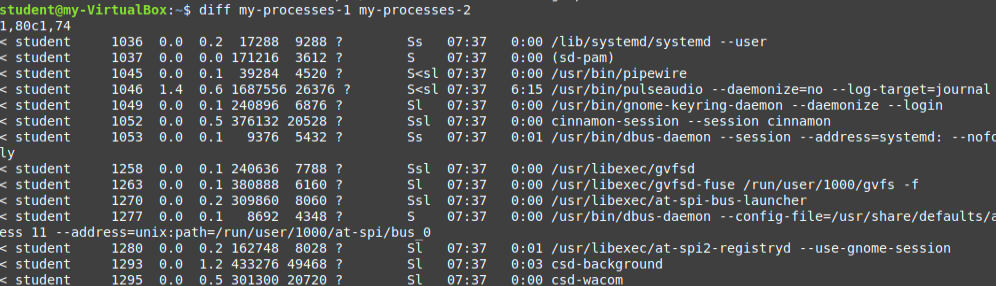 student@my-VirtualBox:~$ diff my-processes-1 my-processes-2
1,80c1,74
< student     1036  0.0  0.2  17288  9288 ?        Ss   07:37   0:00 /lib/systemd/systemd --user
< student     1037  0.0  0.0 171216  3612 ?        S    07:37   0:00 (sd-pam)
< student     1045  0.0  0.1  39284  4520 ?        S<sl 07:37   0:00 /usr/bin/pipewire
< student     1046  1.4  0.6 1687556 26376 ?       S<sl 07:37   6:15 /usr/bin/pulseaudio --daemonize=no --log-target=journal
< student     1049  0.0  0.1 240896  6876 ?        Sl   07:37   0:00 /usr/bin/gnome-keyring-daemon --daemonize --login
< student     1052  0.0  0.5 376132 20528 ?        Ssl  07:37   0:00 cinnamon-session --session cinnamon
< student     1053  0.0  0.1   9376  5432 ?        Ss   07:37   0:01 /usr/bin/dbus-daemon --session --address=systemd: --nofo
ly
< student     1258  0.0  0.1 240636  7788 ?        Ssl  07:37   0:00 /usr/libexec/gvfsd
< student     1263  0.0  0.1 380888  6160 ?        Sl   07:37   0:00 /usr/libexec/gvfsd-fuse /run/user/1000/gvfs -f
< student     1270  0.0  0.2 309860  8060 ?        Ssl  07:37   0:00 /usr/libexec/at-spi-bus-launcher
< student     1277  0.0  0.1   8692  4348 ?        S    07:37   0:00 /usr/bin/dbus-daemon --config-file=/usr/share/defaults/a
ess 11 --address=unix:path=/run/user/1000/at-spi/bus_0
< student     1280  0.0  0.2 162748  8028 ?        Sl   07:37   0:01 /usr/libexec/at-spi2-registryd --use-gnome-session
< student     1293  0.0  1.2 433276 49468 ?        Sl   07:37   0:03 csd-background
< student     1295  0.0  0.5 301300 20720 ?        Sl   07:37   0:00 csd-wacom